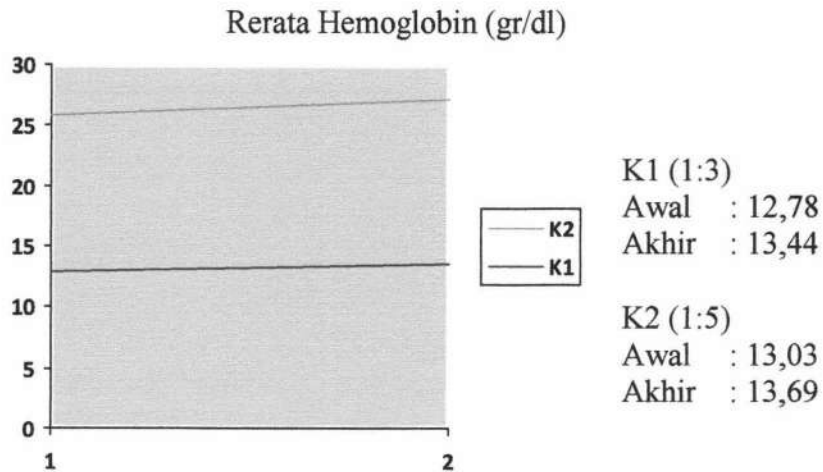 Rerata Hemoglobin (gr/dl)
30
25
20
15
10
5
0
1
2
K2
K1
K1 (1:3)
Awal : 12,78
Akhir : 13,44
K2 (1:5)
Awal : 13,03
Akhir : 13,69